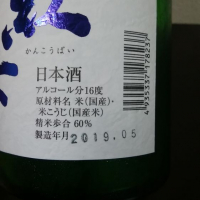 かんこうばい
日本酒
アルコール分16度
原材料名 米(国産)・
米こうじ(国産米)
精米歩合 60%
製造年月 2019.05
4935337178237